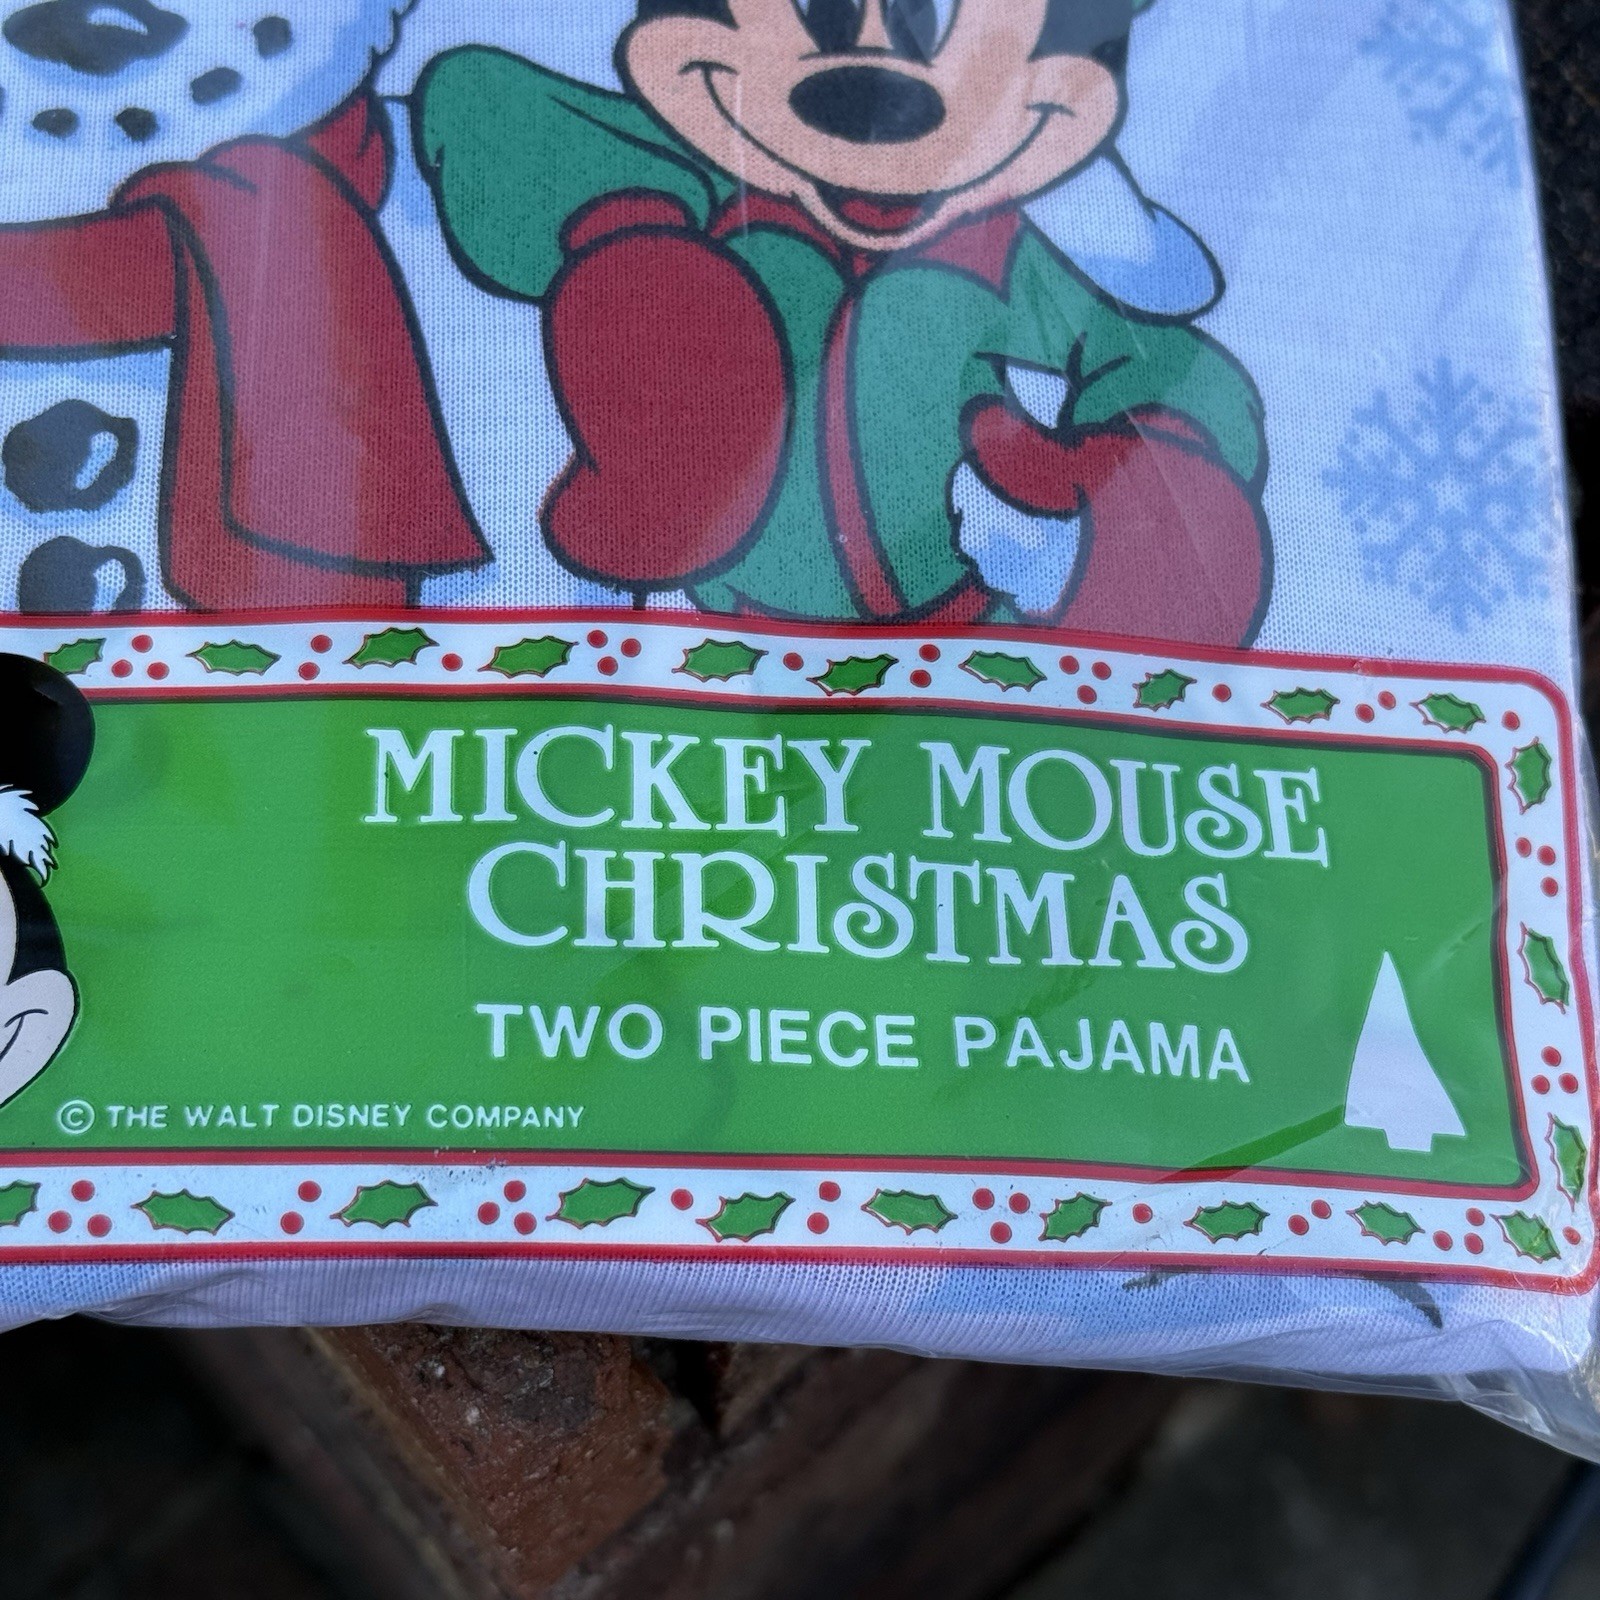 MICKEY MOUSE
CHRISTMAS
TWO PIECE PAJAMA
© THE WALT DISNEY COMPANY